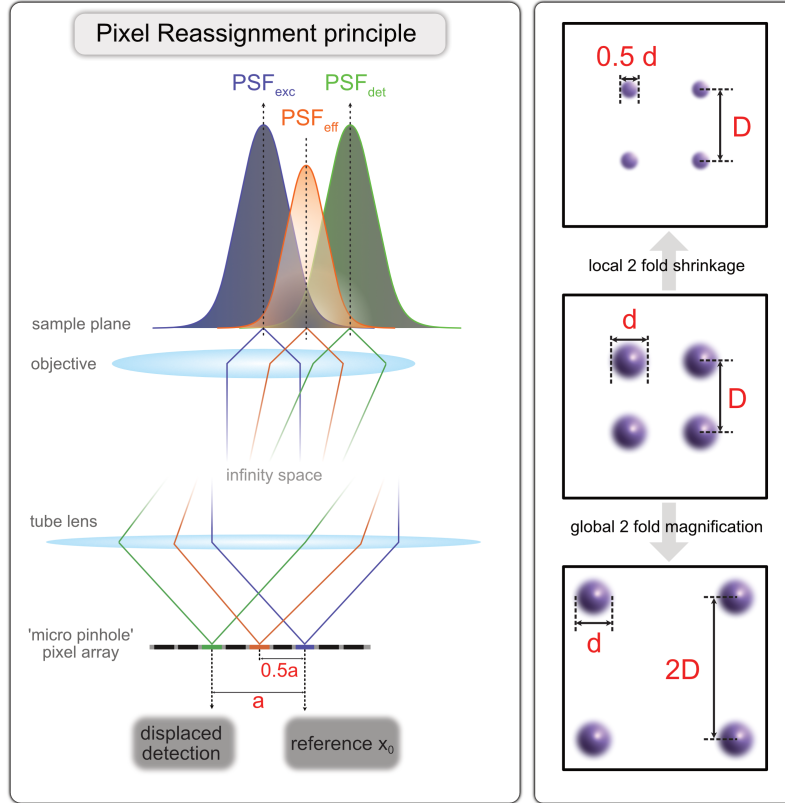 Pixel Reassignment principle
PSFexc
PSFdet
PSFeff
sample plane
objective
infinity space
tube lens
'micro pinhole'
pixel array
0.5a
a
displaced
detection
reference x0
0.5 d
D
local 2 fold shrinkage
d
D
global 2 fold magnification
d
2D